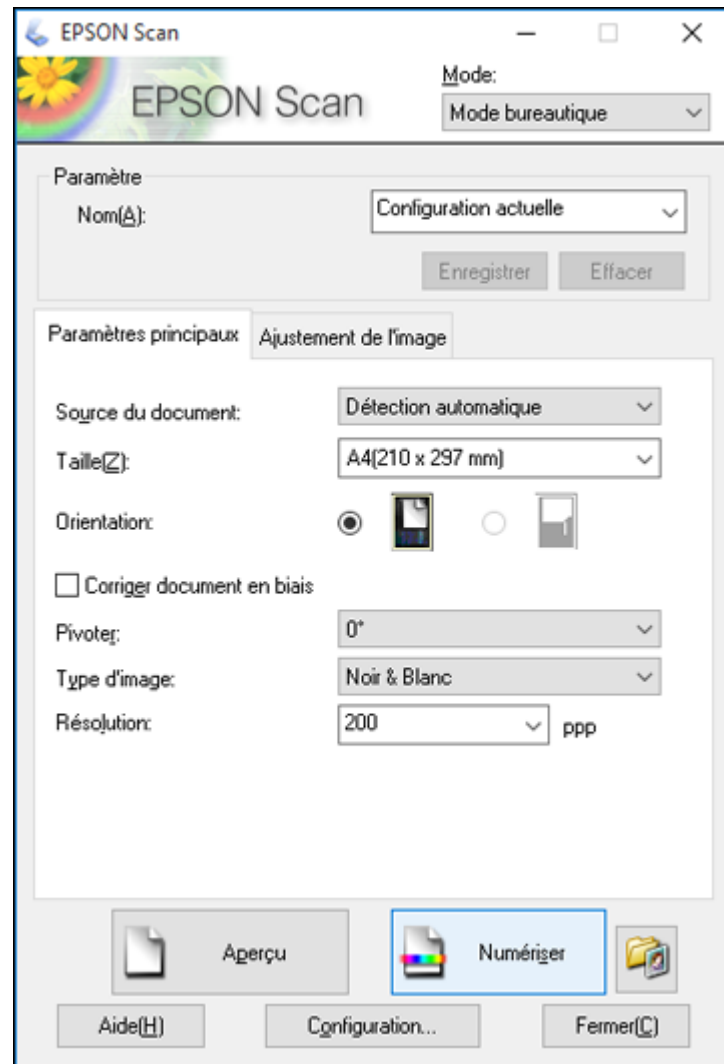 EPSON Scan
EPSON Scan
Mode:
Mode bureautique
Paramètre
Nom(A):
Configuration actuelle
Enregistrer
Effacer
Paramètres principaux
Ajustement de l'image
Source du document:
Détection automatique
Taille(Z):
A4(210 x 297 mm)
Orientation:
Corriger document en biais
Pivoter:
0°
Type d'image:
Noir & Blanc
Résolution:
200
ppp
Aperçu
Numériser
Aide(H)
Configuration...
Fermer(C)